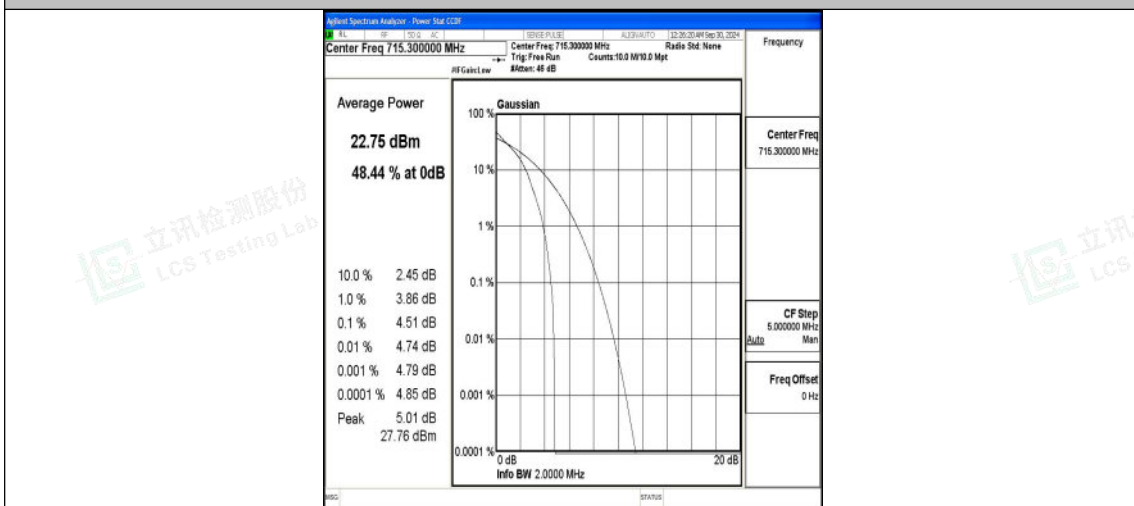 Agilent Spectrum Analyzer - Power Stat CCDF
RL RF 50 Ω AC SENSE:PULSE ALIGNAUTO 12:26:20 AM Sep 30, 2024
Center Freq 715.300000 MHz
Center Freq: 715.300000 MHz Radio Std: None
Trig: Free Run Counts:10.0 M/10.0 Mpt
#IFGain:Low #Atten: 46 dB
Frequency
Average Power
22.75 dBm
48.44 % at 0dB
10.0 % 2.45 dB
1.0 % 3.86 dB
0.1 % 4.51 dB
0.01 % 4.74 dB
0.001 % 4.79 dB
0.0001 % 4.85 dB
Peak 5.01 dB
27.76 dBm
Gaussian
100 %
10 %
1 %
0.1 %
0.01 %
0.001 %
0.0001 %
0 dB 20 dB
Info BW 2.0000 MHz
Center Freq
715.300000 MHz
CF Step
5.000000 MHz
Auto Man
Freq Offset
0 Hz
MSG STATUS
立讯检测股份
LCS Testing Lab
立讯
LCS